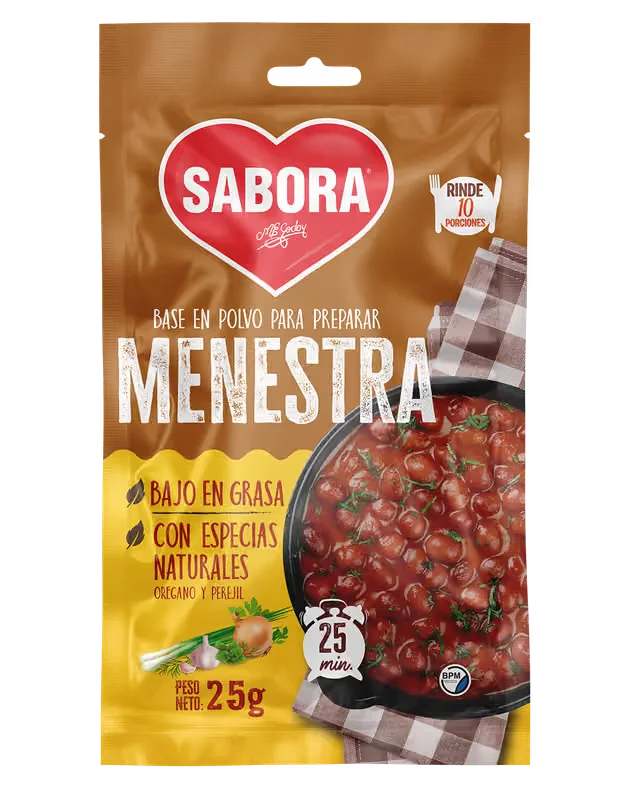 SABORA®
RINDE
10
PORCIONES
BASE EN POLVO PARA PREPARAR
MENESTRA
BAJO EN GRASA
CON ESPECIAS
NATURALES
OREGANO Y PEREJIL
25
min.
PESO
NETO: 25g
BPM